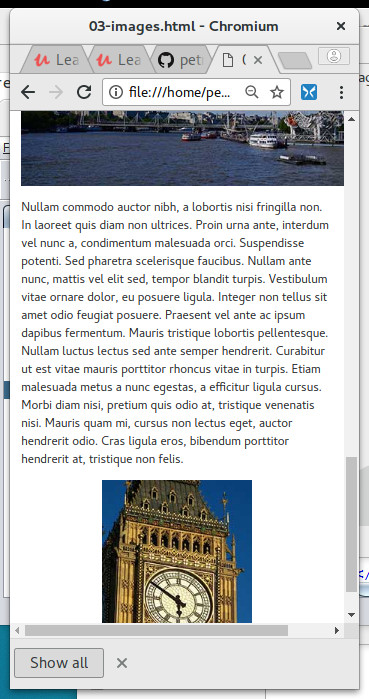 03-images.html - Chromium
Lea
Lea
pet
file:///home/pe...
Nullam commodo auctor nibh, a lobortis nisi fringilla non.
In laoreet quis diam non ultrices. Proin urna ante, interdum
vel nunc a, condimentum malesuada orci. Suspendisse
potenti. Sed pharetra scelerisque faucibus. Nullam ante
nunc, mattis vel elit sed, tempor blandit turpis. Vestibulum
vitae ornare dolor, eu posuere ligula. Integer non tellus sit
amet odio feugiat posuere. Praesent vel ante ac ipsum
dapibus fermentum. Mauris tristique lobortis pellentesque.
Nullam luctus lectus sed ante semper hendrerit. Curabitur
ut est vitae mauris porttitor rhoncus vitae in turpis. Etiam
malesuada metus a nunc egestas, a efficitur ligula cursus.
Morbi diam nisi, pretium quis odio at, tristique venenatis
nisi. Mauris quam mi, cursus non lectus eget, auctor
hendrerit odio. Cras ligula eros, bibendum porttitor
hendrerit at, tristique non felis.
Show all